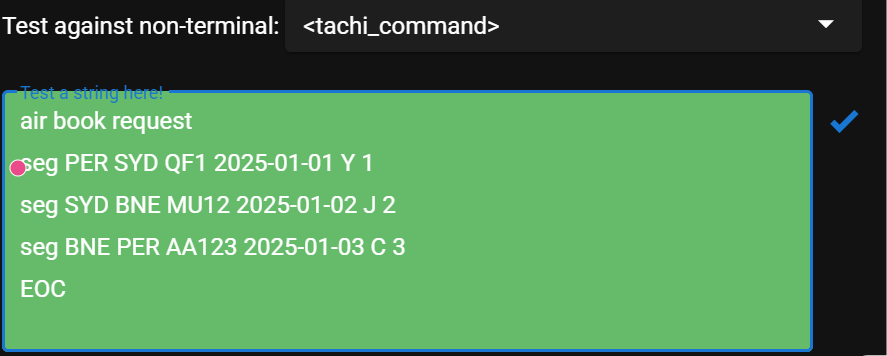 Test against non-terminal: <tachi_command>
Test a string here!
air book request
seg PER SYD QF1 2025-01-01 Y 1
seg SYD BNE MU12 2025-01-02 J 2
seg BNE PER AA123 2025-01-03 C 3
EOC